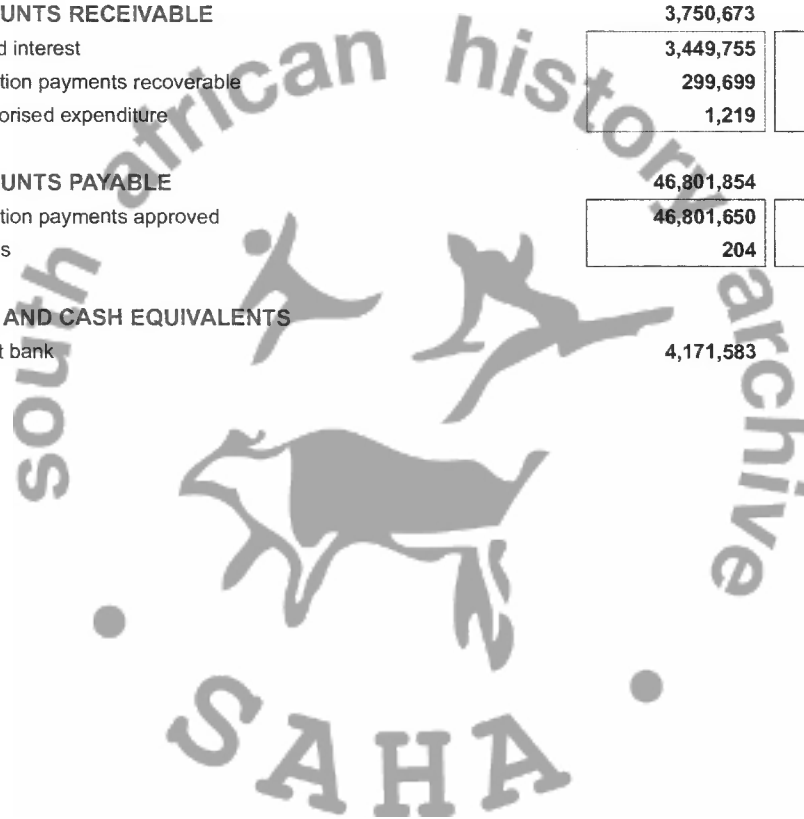 UNTS RECEIVABLE 3,750,673
d interest 3,449,755
tion payments recoverable 299,699
orised expenditure 1,219
UNTS PAYABLE 46,801,854
tion payments approved 46,801,650
s 204
AND CASH EQUIVALENTS
t bank 4,171,583
south african history archive
SAHA